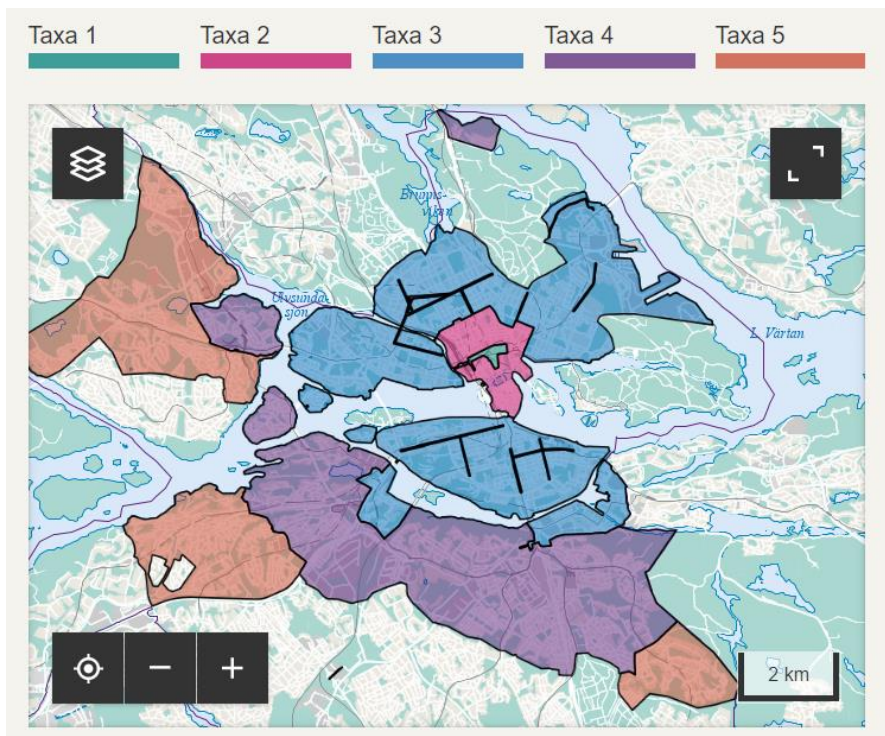 Taxa 1
Taxa 2
Taxa 3
Taxa 4
Taxa 5
Brunns-
viken
Ulvsunda-
sjön
L. Värtan
2 km